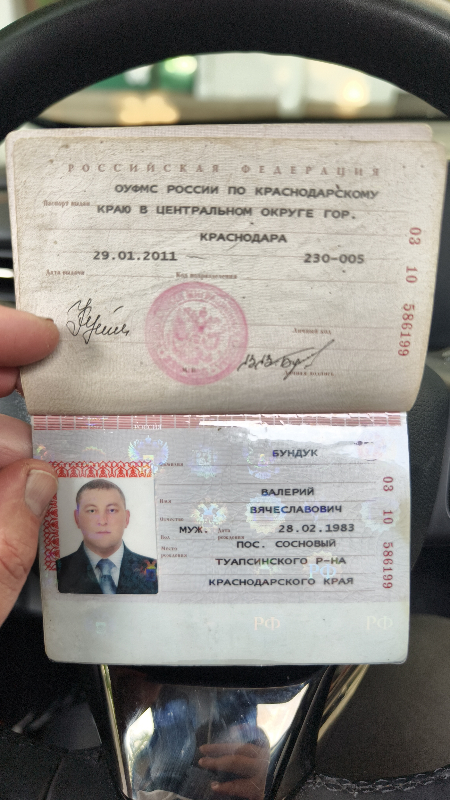 РОССИЙСКАЯ ФЕДЕРАЦИЯ
Паспорт выдан ОУФМС РОССИИ ПО КРАСНОДАРСКОМУ
КРАЮ В ЦЕНТРАЛЬНОМ ОКРУГЕ ГОР.
КРАСНОДАРА
29.01.2011 230-005
Дата выдачи Код подразделения
Личный код
М. П. Личная подпись
03 10 586199
БУНДУК
Фамилия
ВАЛЕРИЙ
Имя
ВЯЧЕСЛАВОВИЧ
Отчество
МУЖ. Дата рождения 28.02.1983
Пол
Место рождения ПОС. СОСНОВЫЙ
ТУАПСИНСКОГО Р-НА
КРАСНОДАРСКОГО КРАЯ
03 10 586199
РФ РФ